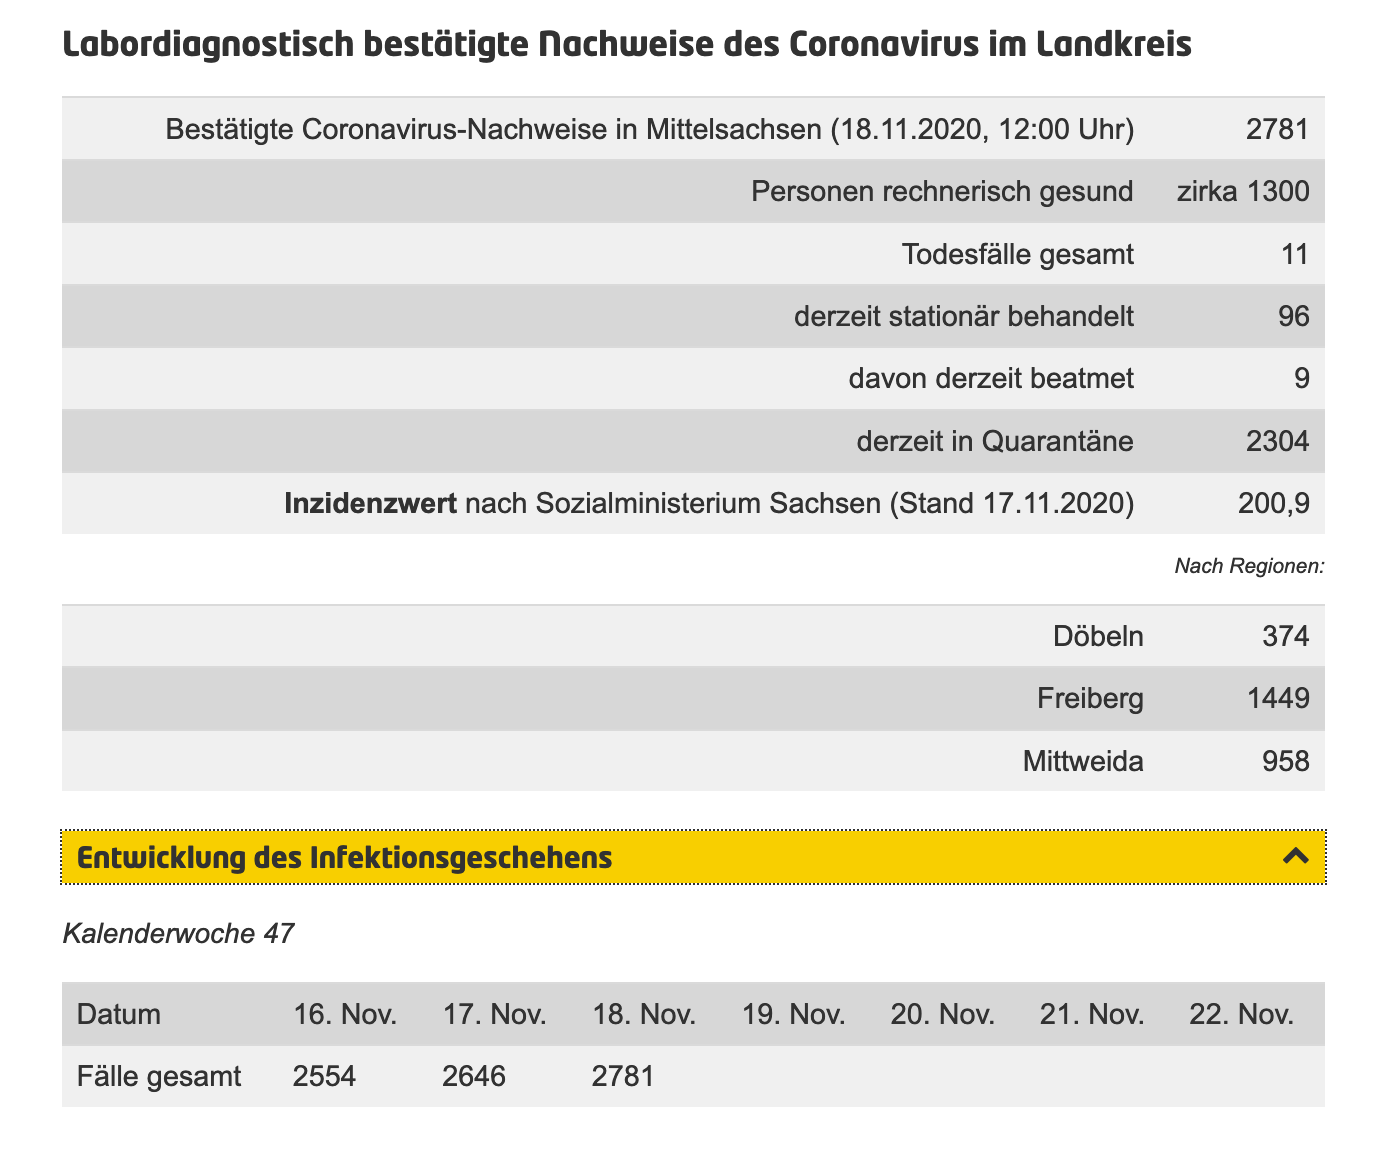 Labordiagnostisch bestätigte Nachweise des Coronavirus im Landkreis
Bestätigte Coronavirus-Nachweise in Mittelsachsen (18.11.2020, 12:00 Uhr) 2781
Personen rechnerisch gesund zirka 1300
Todesfälle gesamt 11
derzeit stationär behandelt 96
davon derzeit beatmet 9
derzeit in Quarantäne 2304
Inzidenzwert nach Sozialministerium Sachsen (Stand 17.11.2020) 200,9
Nach Regionen:
Döbeln 374
Freiberg 1449
Mittweida 958
Entwicklung des Infektionsgeschehens
Kalenderwoche 47
Datum 16. Nov. 17. Nov. 18. Nov. 19. Nov. 20. Nov. 21. Nov. 22. Nov.
Fälle gesamt 2554 2646 2781